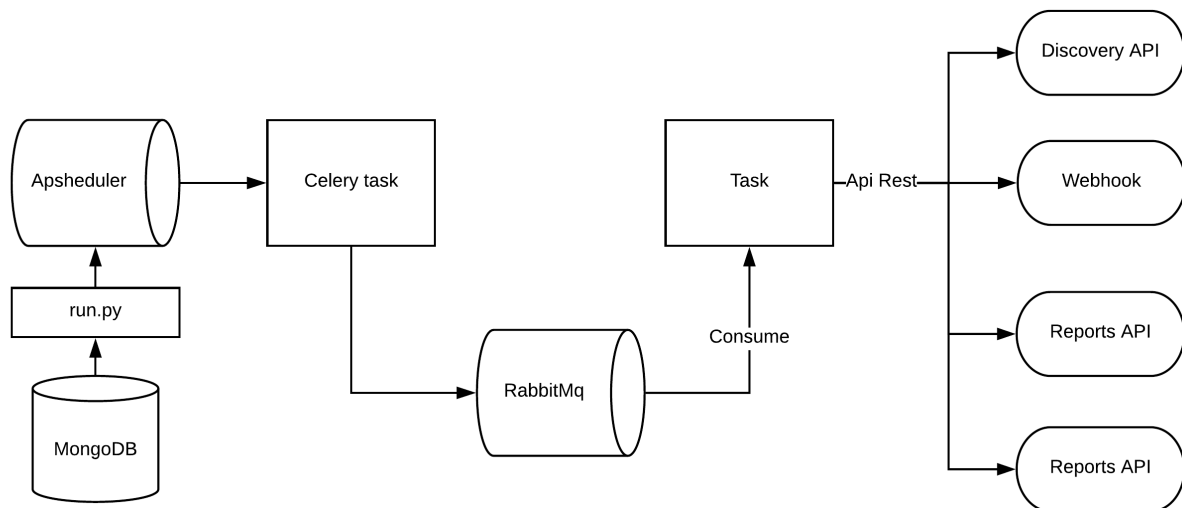 Discovery API
Apsheduler
Celery task
Task
Api Rest
Webhook
run.py
Consume
Reports API
RabbitMq
MongoDB
Reports API